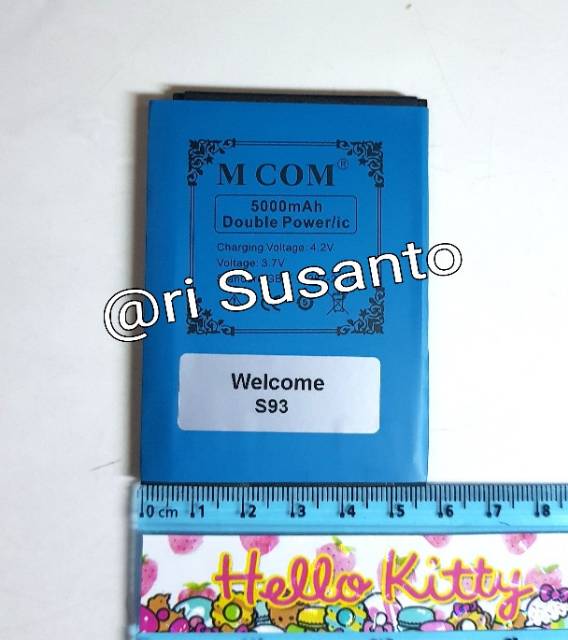 M COM®
5000mAh
Double Power/ic
Charging Voltage: 4.2V
Voltage: 3.7V
@ri Susanto
Welcome
S93
0 cm 1 2 3 4 5 6 7 8
Hello Kitty